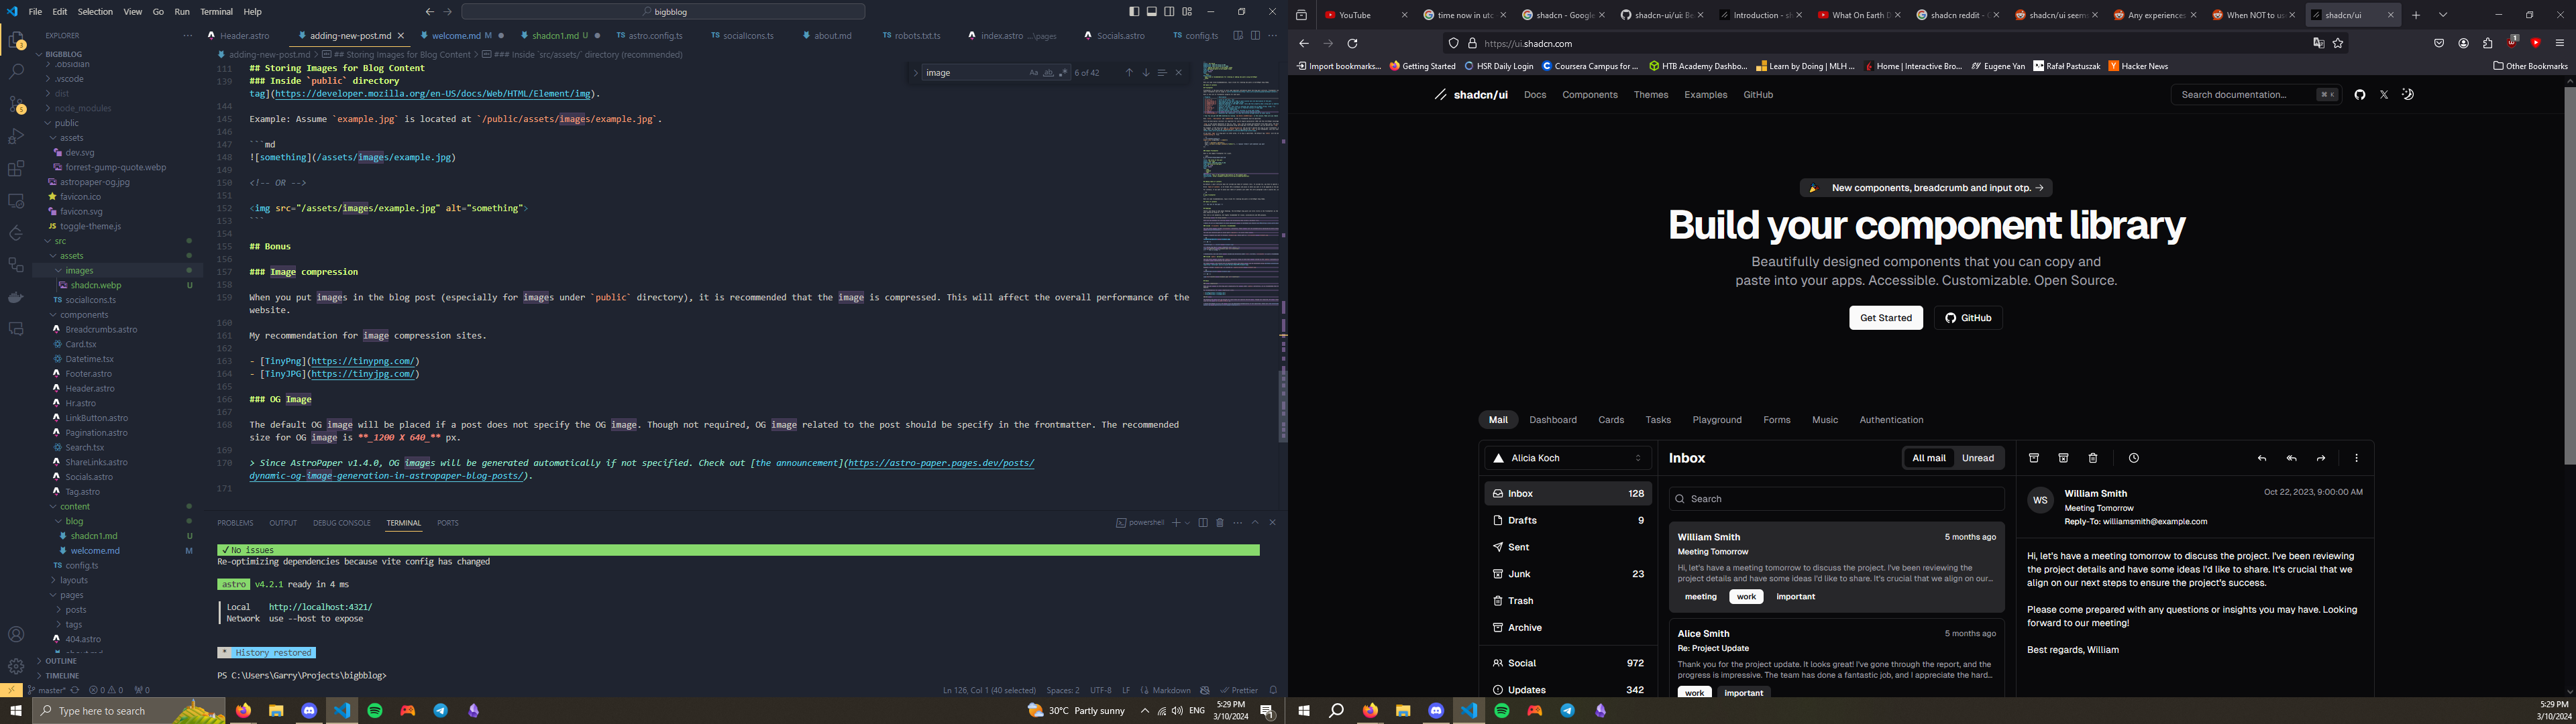 File Edit Selection View Go Run Terminal Help
bigbblog
EXPLORER
BIGBBLOG
.obsidian
.vscode
dist
node_modules
public
assets
dev.svg
forrest-gump-quote.webp
astropaper-og.jpg
favicon.ico
favicon.svg
toggle-theme.js
src
assets
images
shadcn.webp U
socialIcons.ts
components
Breadcrumbs.astro
Card.tsx
Datetime.tsx
Footer.astro
Header.astro
Hr.astro
LinkButton.astro
Pagination.astro
Search.tsx
ShareLinks.astro
Socials.astro
Tag.astro
content
blog
shadcn1.md U
welcome.md M
config.ts
layouts
pages
posts
tags
404.astro
OUTLINE
TIMELINE
Header.astro adding-new-post.md welcome.md M shadcn1.md U astro.config.ts socialIcons.ts about.md robots.txt.ts index.astro ...\pages Socials.astro config.ts
adding-new-post.md > ## Storing Images for Blog Content > ### Inside `src/assets/` directory (recommended)
image Aa ab 6 of 42
111 ## Storing Images for Blog Content
139 ### Inside `public` directory
tag](https://developer.mozilla.org/en-US/docs/Web/HTML/Element/img).
144
145 Example: Assume `example.jpg` is located at `/public/assets/images/example.jpg`.
146
147 ```md
148 ![something](/assets/images/example.jpg)
149
150 <!-- OR -->
151
152 <img src="/assets/images/example.jpg" alt="something">
153 ```
154
155 ## Bonus
156
157 ### Image compression
158
159 When you put images in the blog post (especially for images under `public` directory), it is recommended that the image is compressed. This will affect the overall performance of the
website.
160
161 My recommendation for image compression sites.
162
163 - [TinyPng](https://tinypng.com/)
164 - [TinyJPG](https://tinyjpg.com/)
165
166 ### OG Image
167
168 The default OG image will be placed if a post does not specify the OG image. Though not required, OG image related to the post should be specify in the frontmatter. The recommended
size for OG image is **_1200 X 640_** px.
169
170 > Since AstroPaper v1.4.0, OG images will be generated automatically if not specified. Check out [the announcement](https://astro-paper.pages.dev/posts/
dynamic-og-image-generation-in-astropaper-blog-posts/).
171
PROBLEMS OUTPUT DEBUG CONSOLE TERMINAL PORTS
powershell
✓ No issues
Re-optimizing dependencies because vite config has changed
astro v4.2.1 ready in 4 ms
Local http://localhost:4321/
Network use --host to expose
* History restored
PS C:\Users\Garry\Projects\bigbblog>
master* 0 0 0
Ln 126, Col 1 (40 selected) Spaces: 2 UTF-8 LF Markdown Prettier
Type here to search
30°C Partly sunny
ENG
5:29 PM
3/10/2024
YouTube
time now in utc
shadcn - Google
shadcn-ui/ui: Be
Introduction - sh
What On Earth D
shadcn reddit - G
shadcn/ui seem
Any experiences
When NOT to us
shadcn/ui
https://ui.shadcn.com
Import bookmarks...
Getting Started
HSR Daily Login
Coursera Campus for ...
HTB Academy Dashbo...
Learn by Doing | MLH ...
Home | Interactive Bro...
Eugene Yan
Rafal Pastuszak
Hacker News
Other Bookmarks
shadcn/ui Docs Components Themes Examples GitHub
Search documentation... ⌘ K
New components, breadcrumb and input otp. →
Build your component library
Beautifully designed components that you can copy and
paste into your apps. Accessible. Customizable. Open Source.
Get Started
GitHub
Mail Dashboard Cards Tasks Playground Forms Music Authentication
Alicia Koch
Inbox 128
Drafts 9
Sent
Junk 23
Trash
Archive
Social 972
Updates 342
Inbox
All mail Unread
Search
William Smith 5 months ago
Meeting Tomorrow
Hi, let's have a meeting tomorrow to discuss the project. I've been reviewing the
project details and have some ideas I'd like to share. It's crucial that we align on our...
meeting work important
Alice Smith 5 months ago
Re: Project Update
Thank you for the project update. It looks great! I've gone through the report, and the
progress is impressive. The team has done a fantastic job, and I appreciate the hard...
work important
WS
William Smith Oct 22, 2023, 9:00:00 AM
Meeting Tomorrow
Reply-To: williamsmith@example.com
Hi, let's have a meeting tomorrow to discuss the project. I've been reviewing
the project details and have some ideas I'd like to share. It's crucial that we
align on our next steps to ensure the project's success.
Please come prepared with any questions or insights you may have. Looking
forward to our meeting!
Best regards, William
5:29 PM
3/10/2024